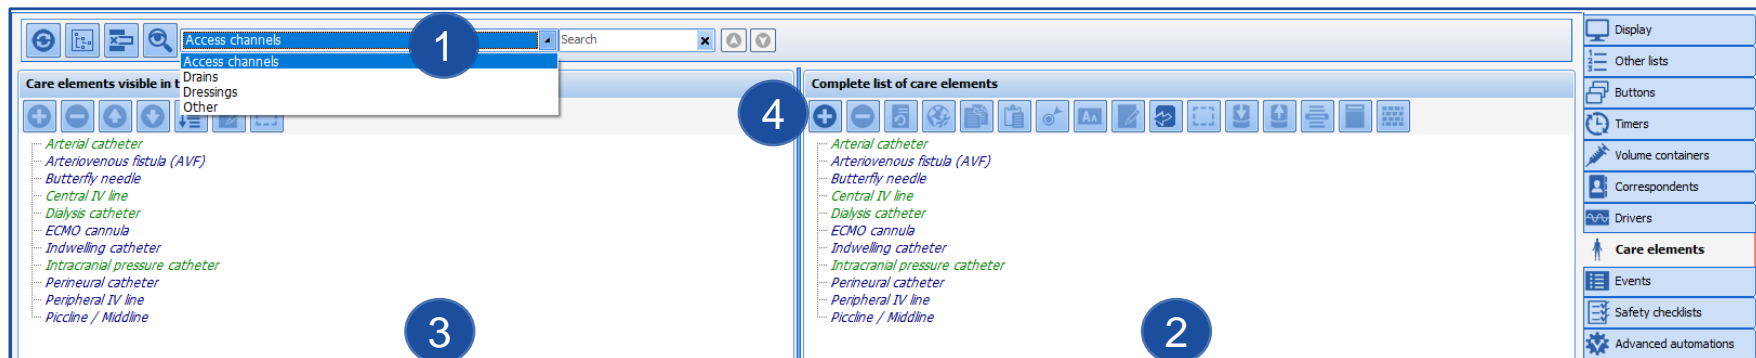 Access channels
1
Search
Access channels
Drains
Dressings
Other
Care elements visible in t
3
4
Arterial catheter
Arteriovenous fistula (AVF)
Butterfly needle
Central IV line
Dialysis catheter
ECMO cannula
Indwelling catheter
Intracranial pressure catheter
Perineural catheter
Peripheral IV line
Piccline / Middline
Complete list of care elements
AA
Arterial catheter
Arteriovenous fistula (AVF)
Butterfly needle
Central IV line
Dialysis catheter
ECMO cannula
Indwelling catheter
Intracranial pressure catheter
Perineural catheter
Peripheral IV line
Piccline / Middline
2
Display
Other lists
Buttons
Timers
Volume containers
Correspondents
Drivers
Care elements
Events
Safety checklists
Advanced automations